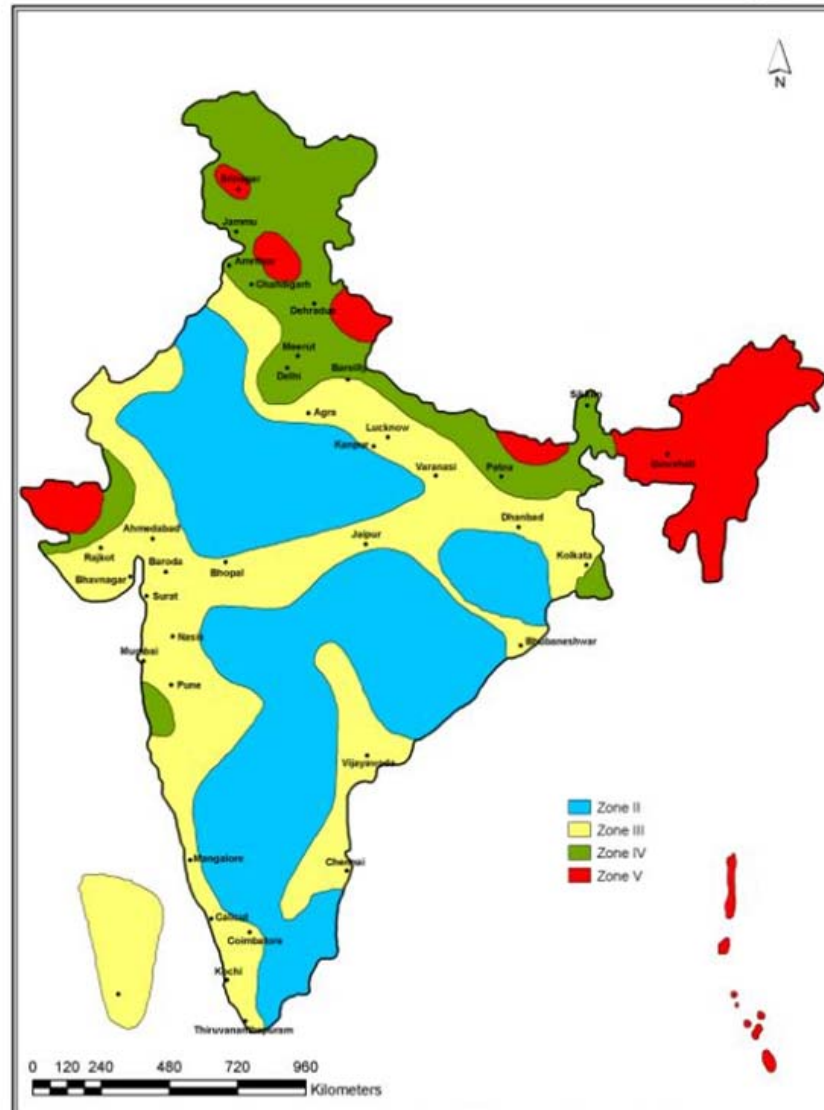 N
Srinagar
Jammu
Amritsar
Chandigarh
Dehradun
Meerut
Delhi
Bareilly
Sikkim
Agra
Lucknow
Kanpur
Guwahati
Varanasi
Patna
Dhanbad
Ahmedabad
Jaipur
Rajkot
Baroda
Bhopal
Kolkata
Bhavnagar
Surat
Nasik
Bhubaneshwar
Mumbai
Pune
Vijayawada
Zone II
Zone III
Zone IV
Zone V
Mangalore
Chennai
Calicut
Coimbatore
Kochi
Thiruvananthapuram
0 120 240 480 720 960
Kilometers